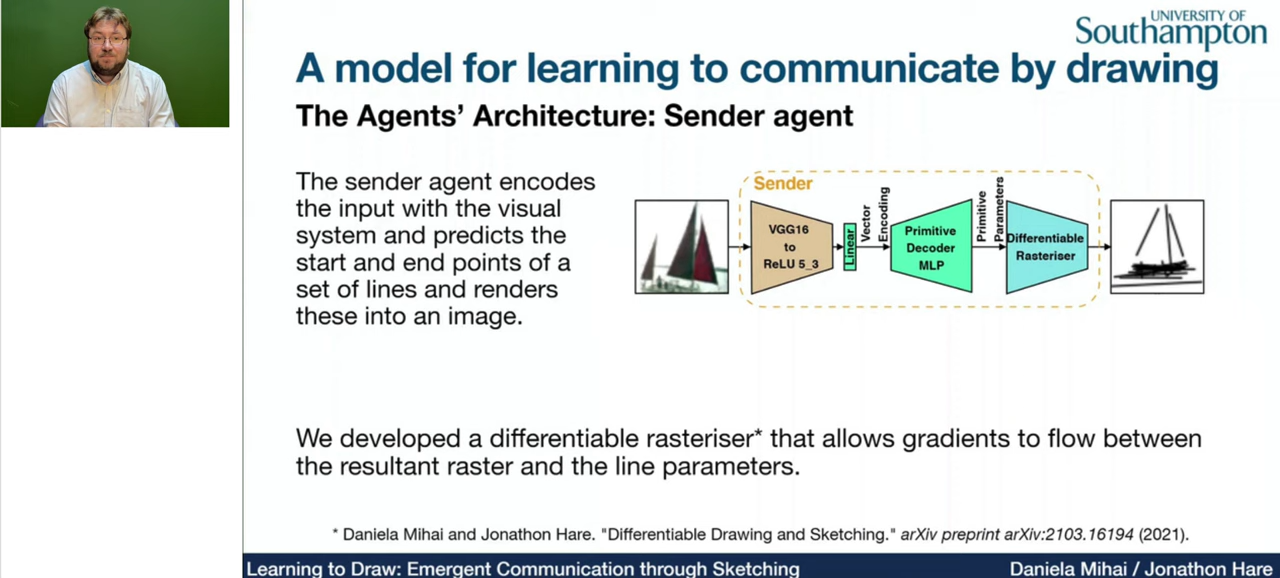 UNIVERSITY OF
Southampton
A model for learning to communicate by drawing
The Agents' Architecture: Sender agent
The sender agent encodes
the input with the visual
system and predicts the
start and end points of a
set of lines and renders
these into an image.
Sender
VGG16
to
ReLU 5_3
Linear
Vector
Encoding
Primitive
Decoder
MLP
Primitive
Parameters
Differentiable
Rasteriser
We developed a differentiable rasteriser* that allows gradients to flow between
the resultant raster and the line parameters.
* Daniela Mihai and Jonathon Hare. "Differentiable Drawing and Sketching." arXiv preprint arXiv:2103.16194 (2021).
Learning to Draw: Emergent Communication through Sketching
Daniela Mihai / Jonathon Hare